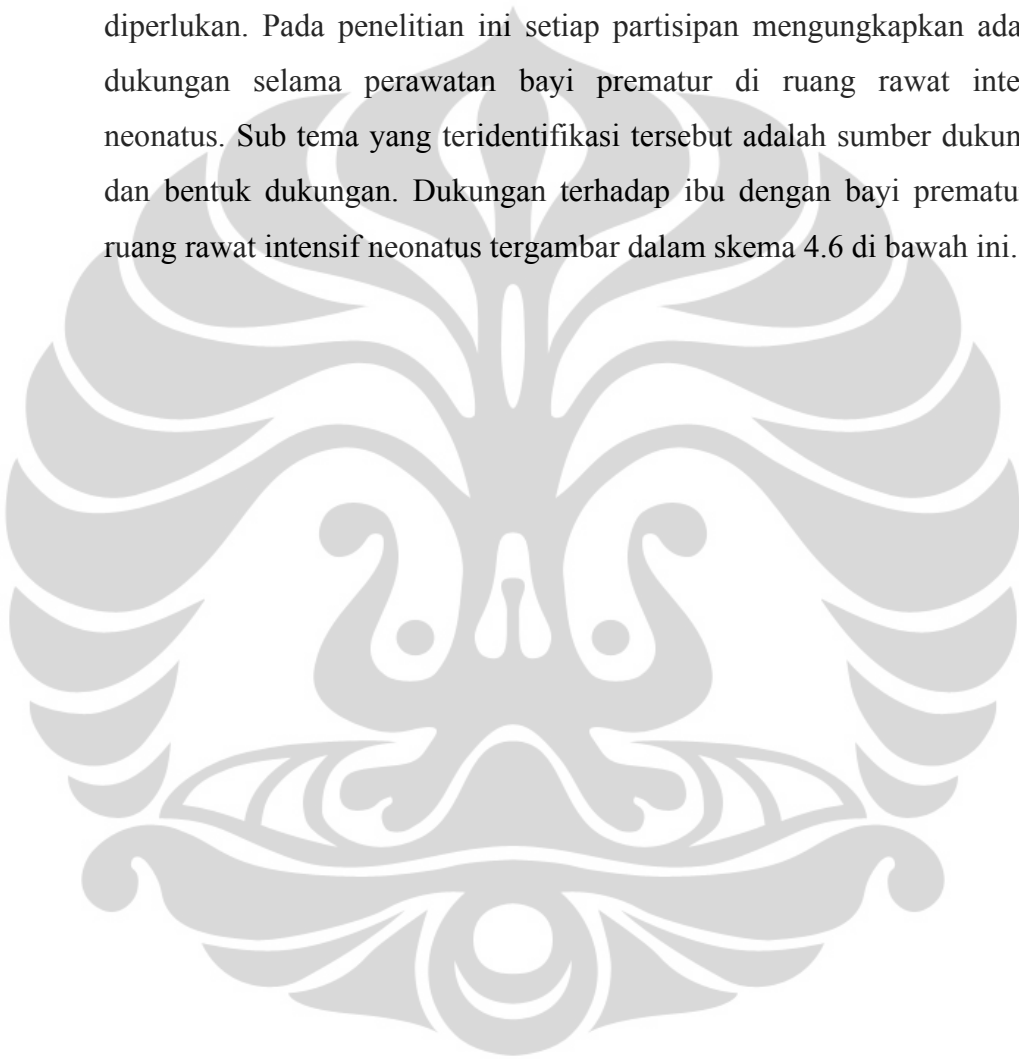 diperlukan. Pada penelitian ini setiap partisipan mengungkapkan ada
dukungan selama perawatan bayi prematur di ruang rawat inte
neonatus. Sub tema yang teridentifikasi tersebut adalah sumber dukun
dan bentuk dukungan. Dukungan terhadap ibu dengan bayi prematu
ruang rawat intensif neonatus tergambar dalam skema 4.6 di bawah ini.